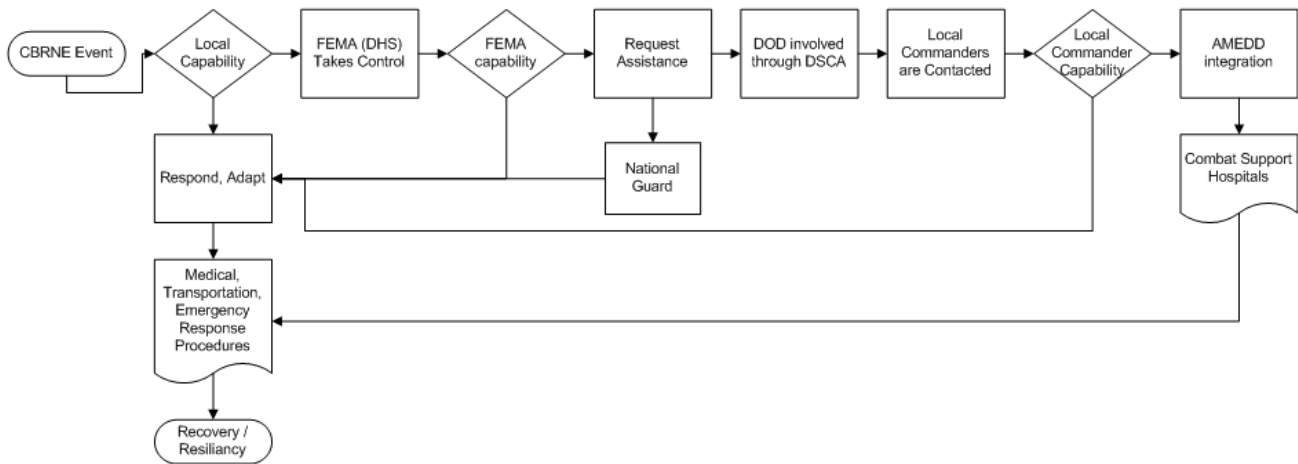 CBRNE Event
Local
Capability
FEMA (DHS)
Takes Control
FEMA
capability
Request
Assistance
DOD involved
through DSCA
Local
Commanders
are Contacted
Local
Commander
Capability
AMEDD
integration
Respond, Adapt
National
Guard
Combat Support
Hospitals
Medical,
Transportation,
Emergency
Response
Procedures
Recovery /
Resiliancy